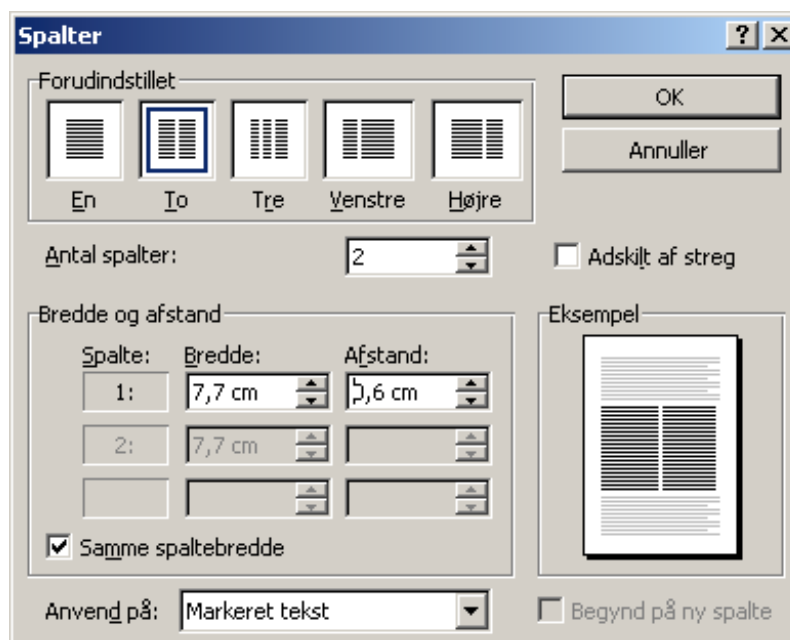 Spalter
Forudindstillet
OK
Annuller
En To Tre Venstre Højre
Antal spalter: 2
Adskilt af streg
Bredde og afstand
Eksempel
Spalte: Bredde: Afstand:
1: 7,7 cm 0,6 cm
2: 7,7 cm
Samme spaltebredde
Anvend på: Markeret tekst
Begynd på ny spalte